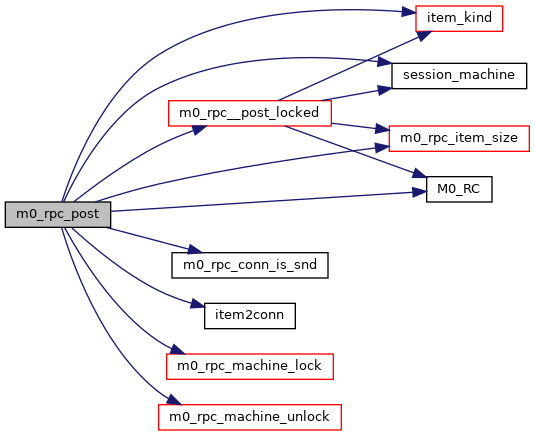 item_kind
session_machine
m0_rpc__post_locked
m0_rpc_item_size
M0_RC
m0_rpc_post
m0_rpc_conn_is_snd
item2conn
m0_rpc_machine_lock
m0_rpc_machine_unlock